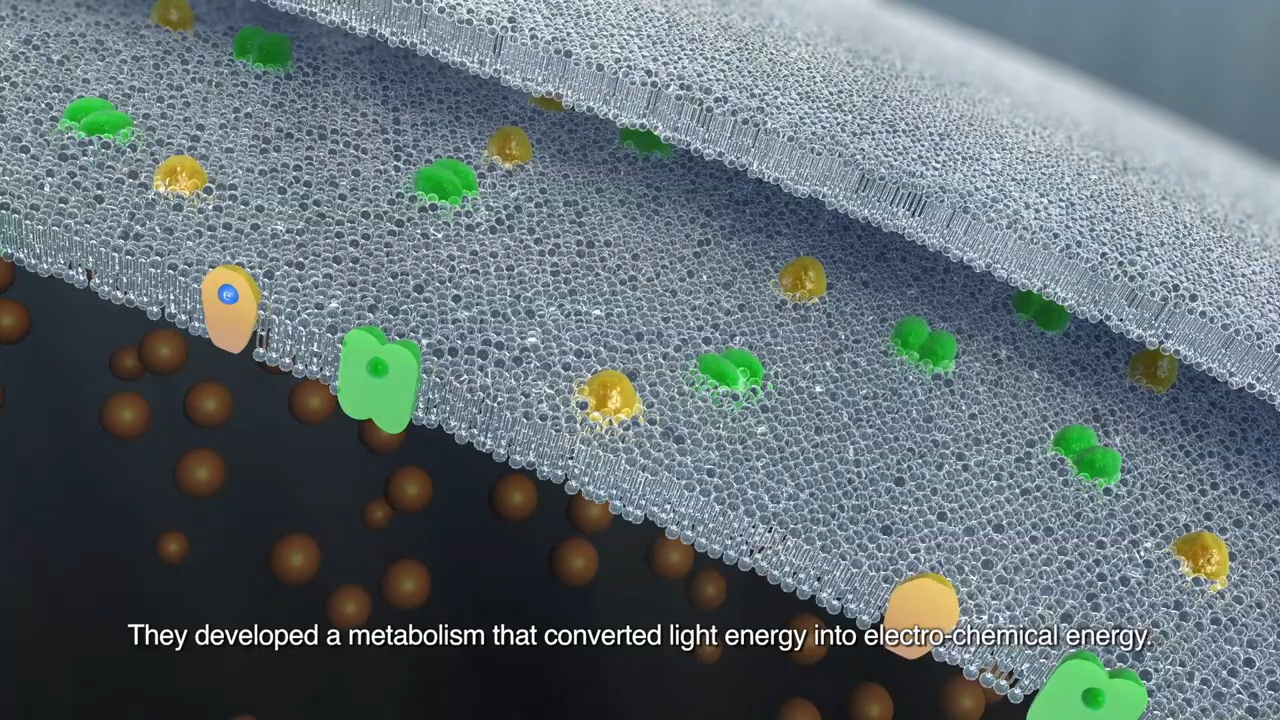 e-
They developed a metabolism that converted light energy into electro-chemical energy.